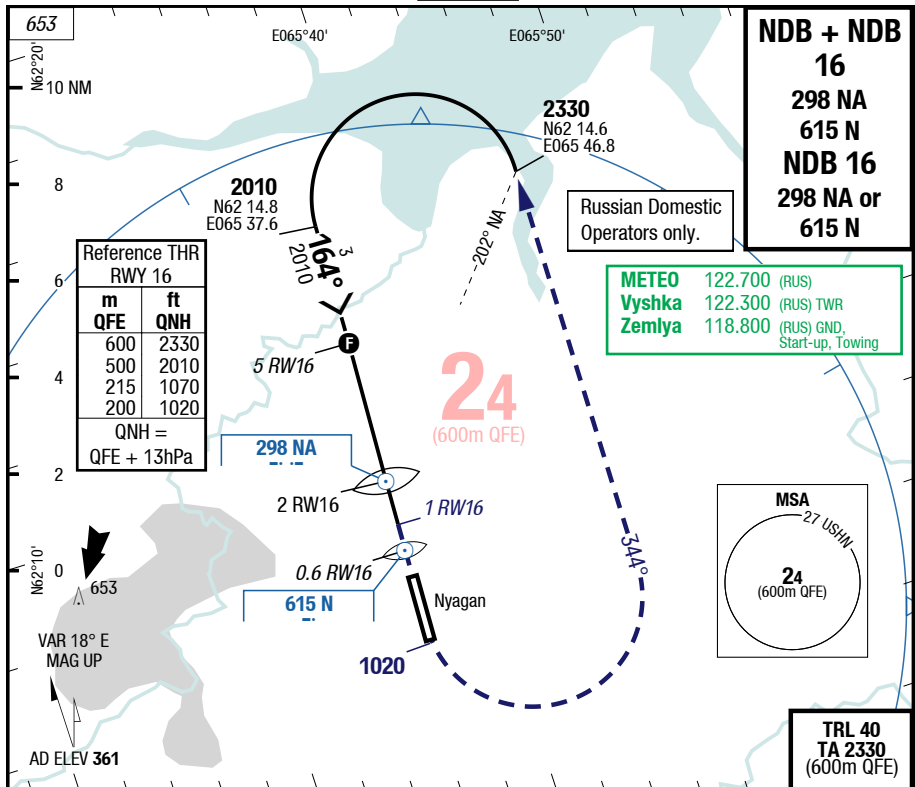 653
E065°40'
E065°50'
N62°20'
10 NM
8
6
4
2
0
N62°10'
NDB + NDB
16
298 NA
615 N
NDB 16
298 NA or
615 N
2330
N62 14.6
E065 46.8
2010
N62 14.8
E065 37.6
202° NA
Russian Domestic
Operators only.
3
164°
2010
Reference THR
RWY 16
m ft
QFE QNH
600 2330
500 2010
215 1070
200 1020
QNH =
QFE + 13hPa
METEO 122.700 (RUS)
Vyshka 122.300 (RUS) TWR
Zemlya 118.800 (RUS) GND,
Start-up, Towing
F
5 RW16
24
(600m QFE)
298 NA
2 RW16
1 RW16
0.6 RW16
615 N
Nyagan
344°
1020
MSA
27 USHN
24
(600m QFE)
653
VAR 18° E
MAG UP
AD ELEV 361
TRL 40
TA 2330
(600m QFE)